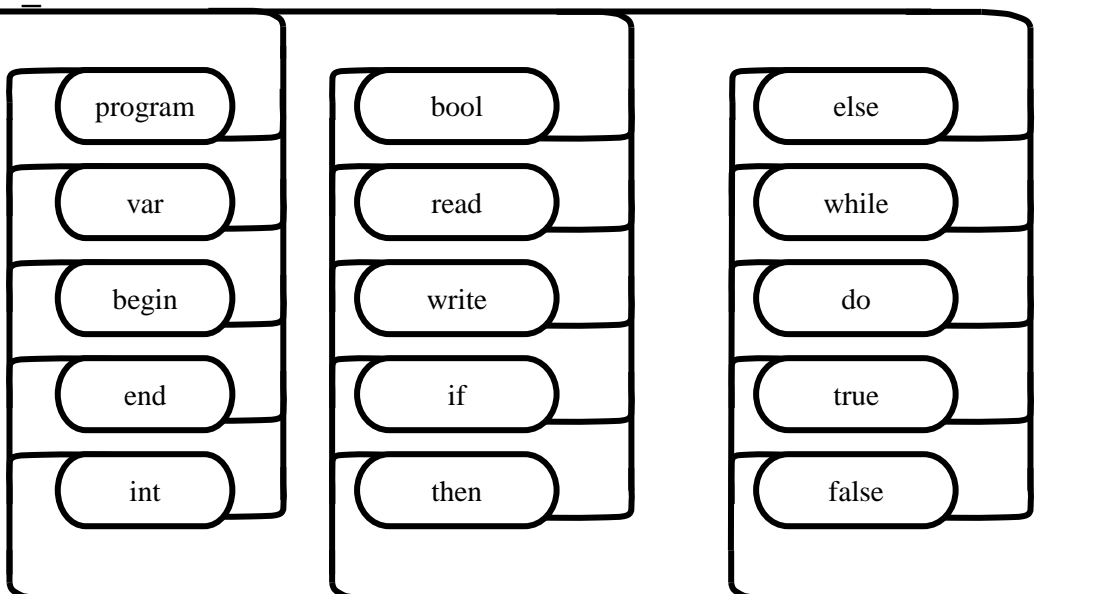 program
var
begin
end
int
bool
read
write
if
then
else
while
do
true
false